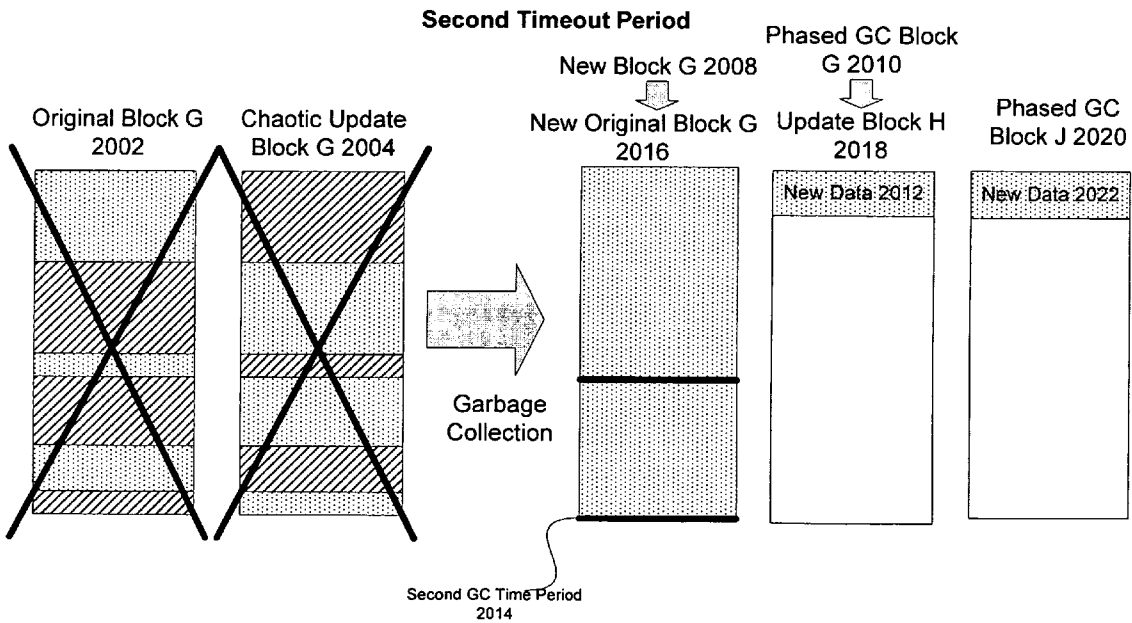 Second Timeout Period
Original Block G
2002
Chaotic Update
Block G 2004
New Block G 2008
New Original Block G
2016
Phased GC Block
G 2010
Update Block H
2018
Phased GC
Block J 2020
New Data 2012
New Data 2022
Garbage
Collection
Second GC Time Period
2014